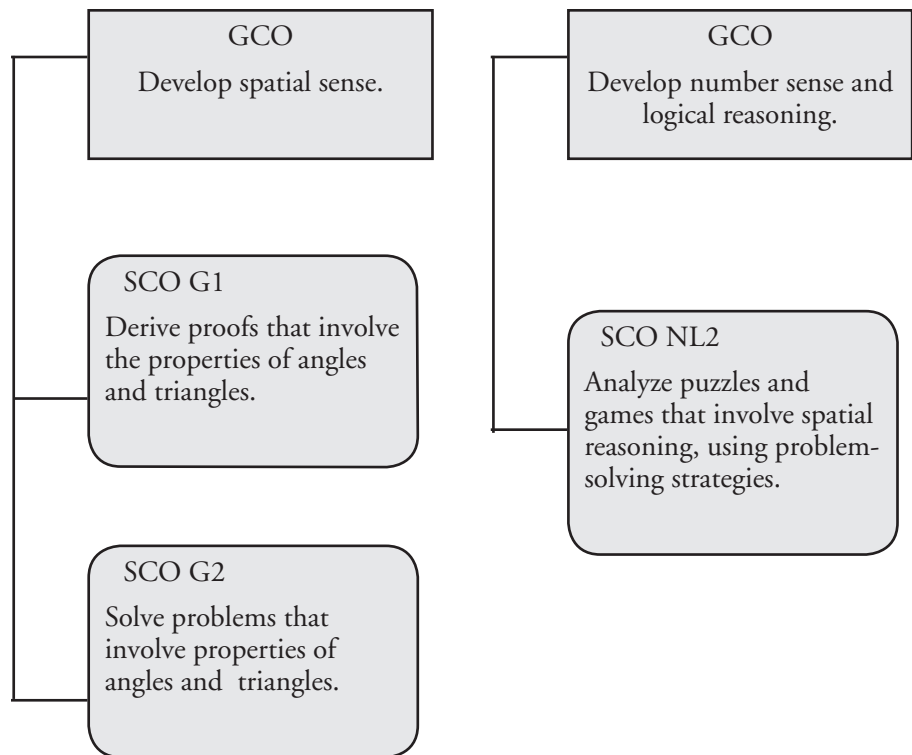 GCO
Develop spatial sense.
SCO G1
Derive proofs that involve
the properties of angles
and triangles.
SCO G2
Solve problems that
involve properties of
angles and triangles.
GCO
Develop number sense and
logical reasoning.
SCO NL2
Analyze puzzles and
games that involve spatial
reasoning, using problem-
solving strategies.